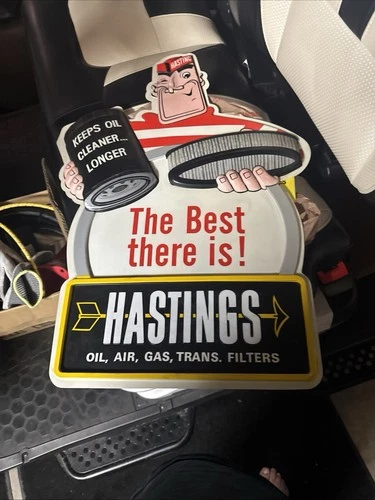 HASTINGS
KEEPS OIL
CLEANER...
LONGER
The Best
there is!
HASTINGS
OIL, AIR, GAS, TRANS. FILTERS